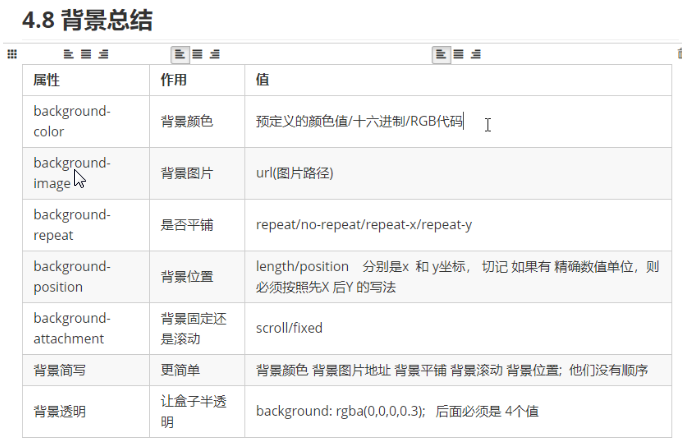 4.8 背景总结
属性 作用 值
background-
color
背景颜色
预定义的颜色值/十六进制/RGB代码
background-
image
背景图片
url(图片路径)
background-
repeat
是否平铺
repeat/no-repeat/repeat-x/repeat-y
background-
position
背景位置
length/position 分别是x 和 y坐标， 切记 如果有 精确数值单位，则
必须按照先X 后Y 的写法
background-
attachment
背景固定还
是滚动
scroll/fixed
背景简写
更简单
背景颜色 背景图片地址 背景平铺 背景滚动 背景位置; 他们没有顺序
背景透明
让盒子半透
明
background: rgba(0,0,0,0.3); 后面必须是 4个值